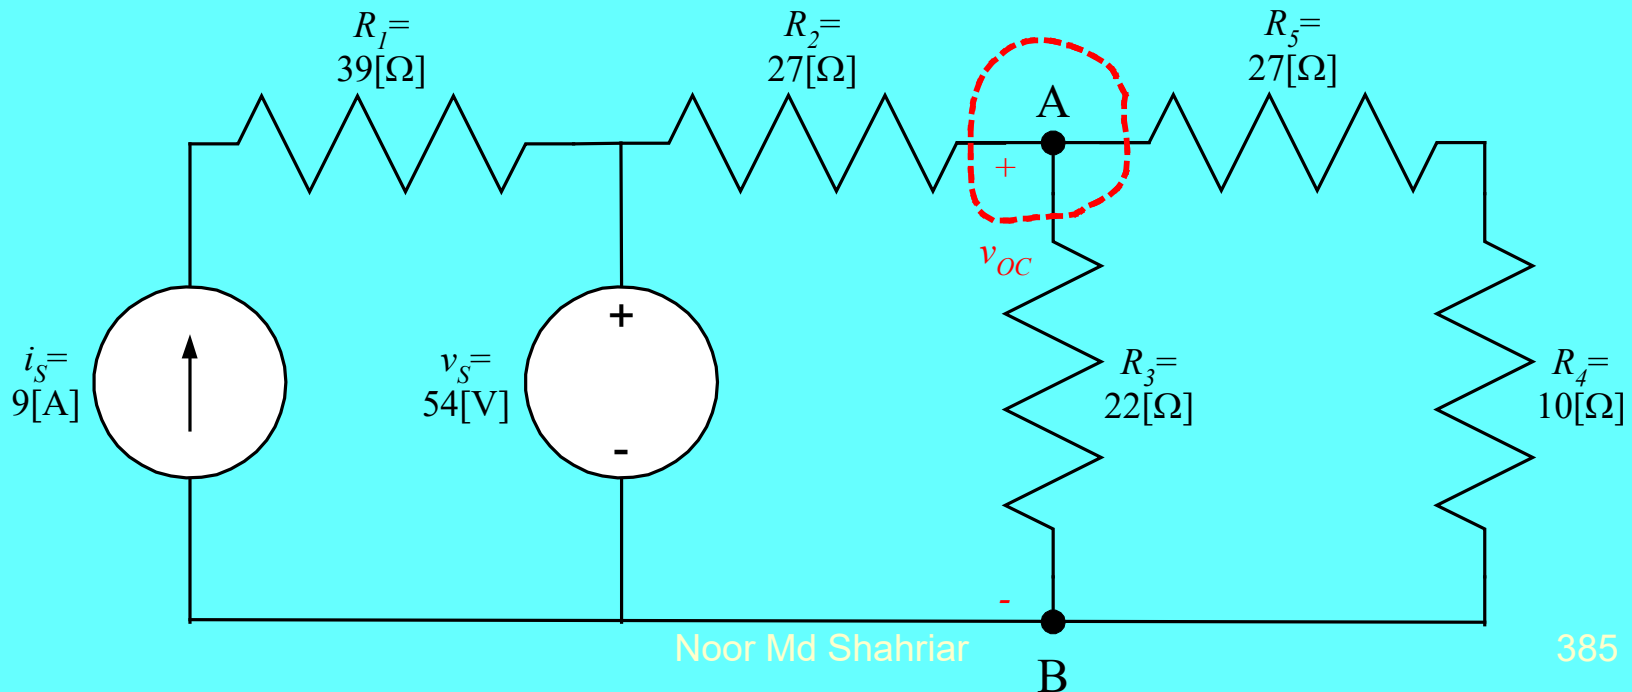 R1=
39[Ω]
R2=
27[Ω]
R5=
27[Ω]
A
+
vOC
+
iS=
9[A]
vS=
54[V]
R3=
22[Ω]
R4=
10[Ω]
-
-
Noor Md Shahriar
385
B